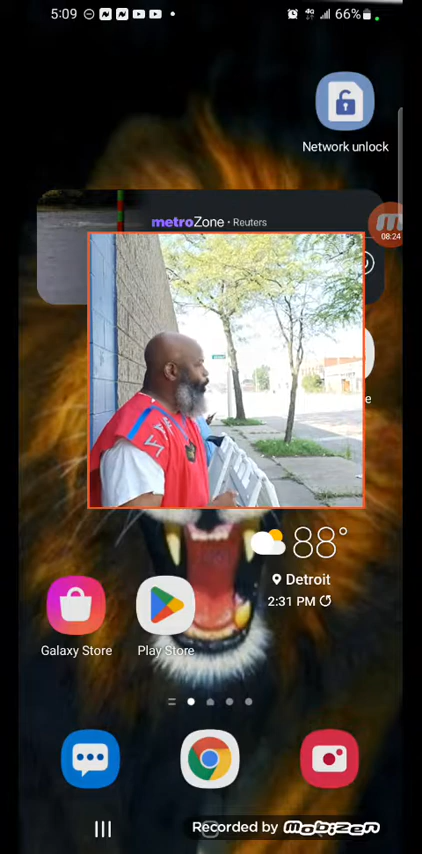 5:09
4G
66%
Network unlock
metroZone • Reuters
08:24
e
88°
Detroit
2:31 PM
Galaxy Store
Play Store
Recorded by mobizen